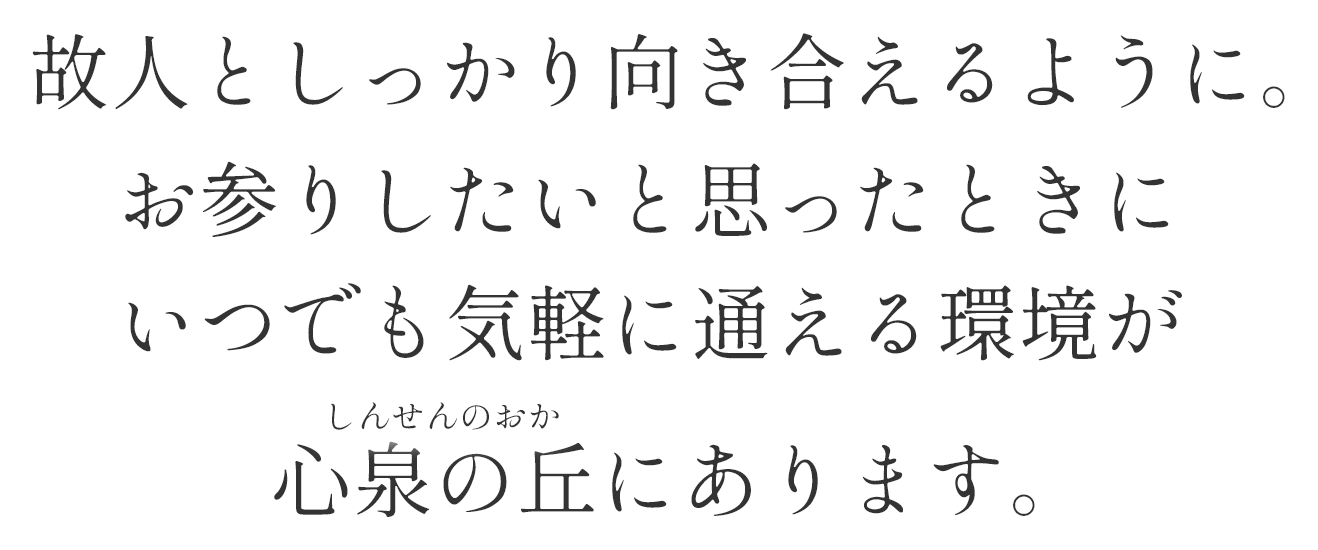 故人としっかり向き合えるように。
お参りしたいと思ったときに
いつでも気軽に通える環境が
しんせんのおか
心泉の丘にあります。